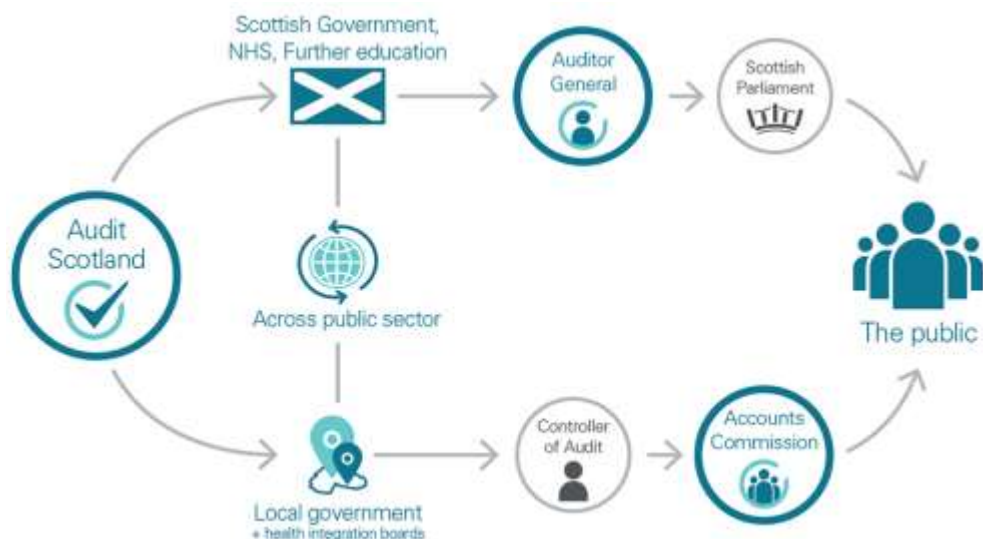 Scottish Government,
NHS, Further education
Auditor
General
Scottish
Parliament
Audit
Scotland
Across public sector
The public
Controller
of Audit
Accounts
Commission
Local government
+ health integration boards